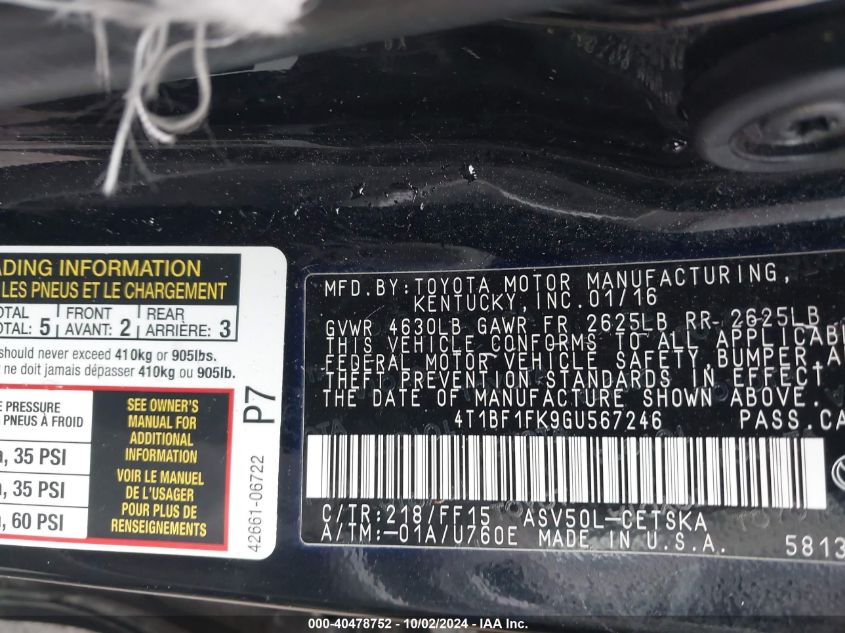 ADING INFORMATION
LES PNEUS ET LE CHARGEMENT
TOTAL FRONT REAR
TOTAL: 5 AVANT: 2 ARRIÈRE: 3
should never exceed 410kg or 905lbs.
ne doit jamais dépasser 410kg ou 905lb.
E PRESSURE
PNEUS À FROID
, 35 PSI
, 35 PSI
, 60 PSI
SEE OWNER'S
MANUAL FOR
ADDITIONAL
INFORMATION
VOIR LE MANUEL
DE L'USAGER
POUR PLUS DE
RENSEIGNEMENTS
P7
42661-06722
MFD.BY: TOYOTA MOTOR MANUFACTURING,
KENTUCKY, INC. 01/16
GVWR 4630LB GAWR FR 2625LB RR 2625LB
THIS VEHICLE CONFORMS TO ALL APPLICABL
FEDERAL MOTOR VEHICLE SAFETY, BUMPER, A
THEFT PREVENTION STANDARDS IN EFFECT
THE DATE OF MANUFACTURE SHOWN ABOVE.
4T1BF1FK9GU567246 PASS.CA
C/TR:218/FF15 ASV50L-CETSKA
A/TM:-01A/U760E MADE IN U.S.A. 5813
000-40478752 - 10/02/2024 - © IAA Inc.